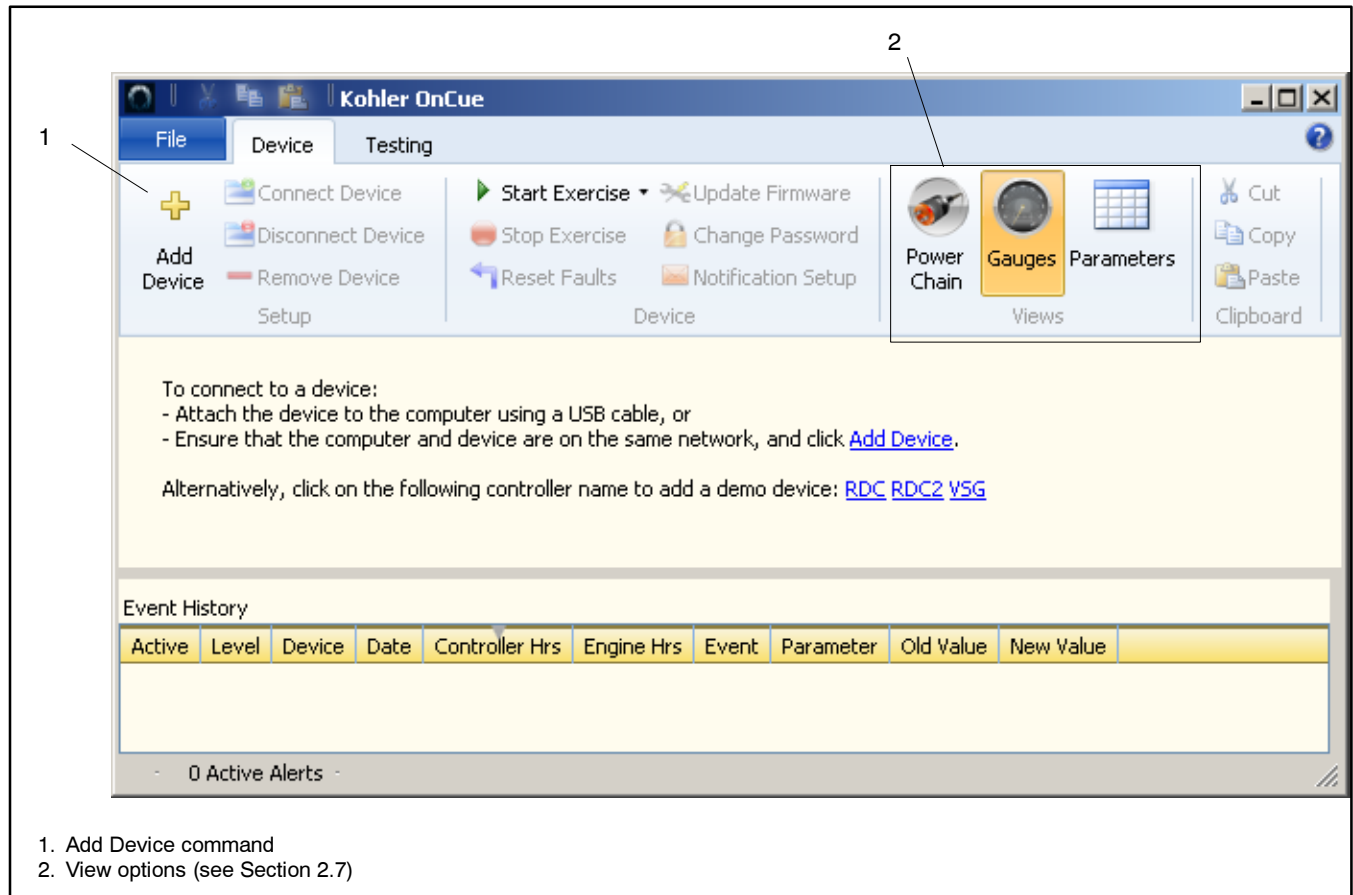 2
Kohler OnCue
1
File Device Testing
Add Device
Connect Device
Disconnect Device
Remove Device
Setup
Start Exercise
Stop Exercise
Reset Faults
Update Firmware
Change Password
Notification Setup
Device
Power Chain
Gauges
Parameters
Views
Cut
Copy
Paste
Clipboard
To connect to a device:
- Attach the device to the computer using a USB cable, or
- Ensure that the computer and device are on the same network, and click Add Device.
Alternatively, click on the following controller name to add a demo device: RDC RDC2 VSG
Event History
Active Level Device Date Controller Hrs Engine Hrs Event Parameter Old Value New Value
- 0 Active Alerts -
1. Add Device command
2. View options (see Section 2.7)